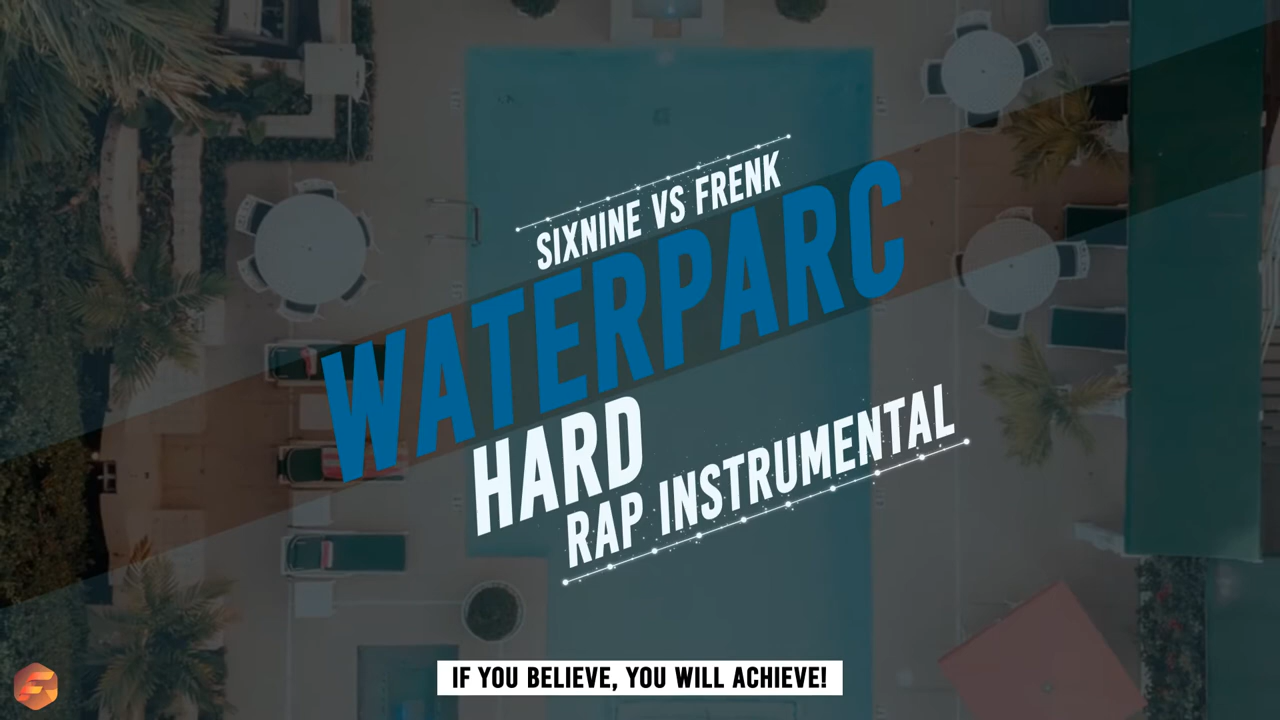 SIXNINE VS FRENK
WATERPARC
HARD
RAP INSTRUMENTAL
IF YOU BELIEVE, YOU WILL ACHIEVE!